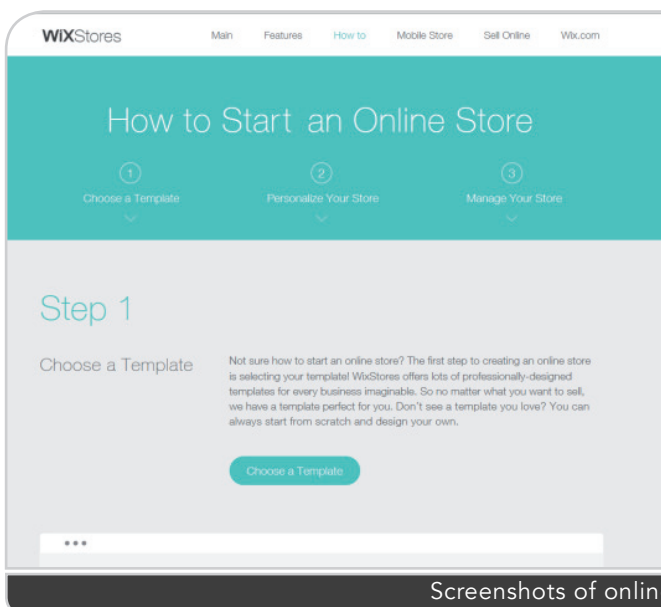 WiXStores Main Features How to Mobile Store Sell Online Wix.com
How to Start an Online Store
1 2 3
Choose a Template Personalize Your Store Manage Your Store
Step 1
Choose a Template
Not sure how to start an online store? The first step to creating an online store
is selecting your template! WixStores offers lots of professionally-designed
templates for every business imaginable. So no matter what you want to sell,
we have a template perfect for you. Don't see a template you love? You can
always start from scratch and design your own.
Choose a Template
Screenshots of onlin